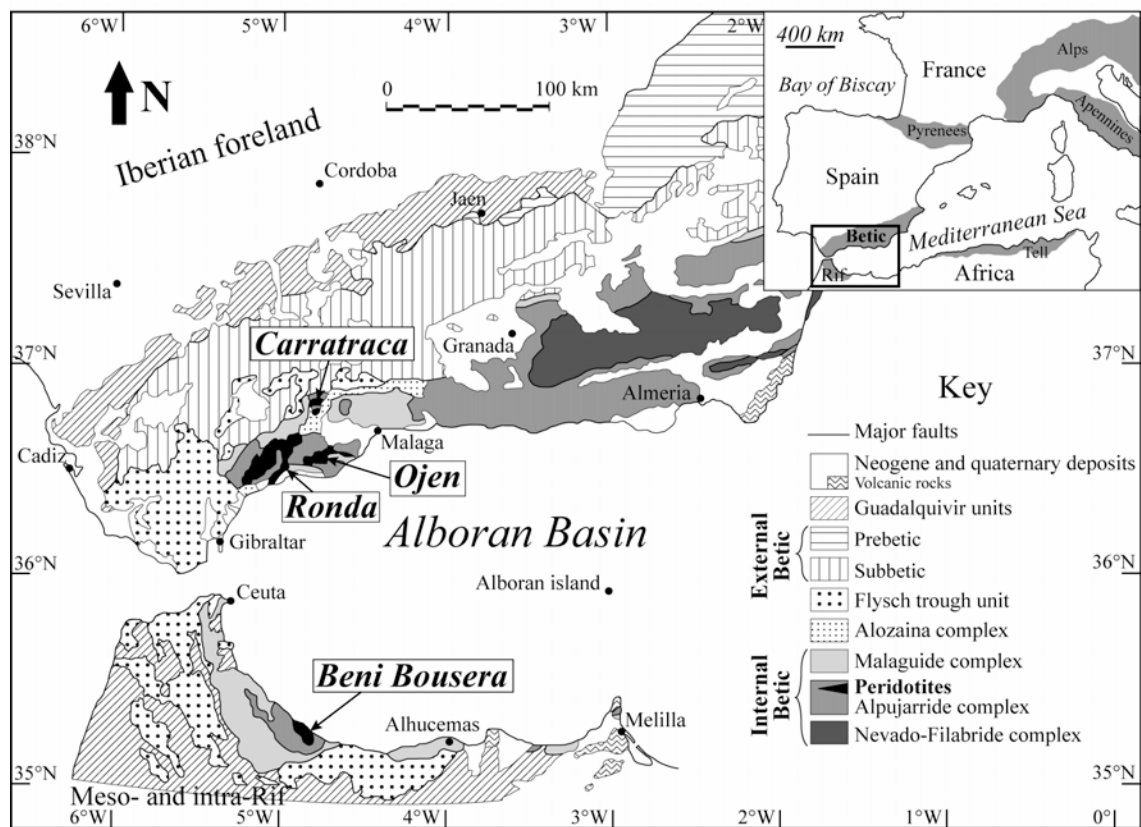 6°W 5°W 4°W 3°W 2°W
400 km
Alps
France
Bay of Biscay
Apennines
Pyrenees
Spain
Mediterranean Sea
Betic
Tell
Rif
Africa
N
0 100 km
Iberian foreland
38°N
Cordoba
Jaen
Sevilla
37°N
37°N
Carratraca
Granada
Almeria
Malaga
Cadiz
Ojen
Ronda
Gibraltar
Alboran Basin
36°N
36°N
Alboran island
Ceuta
Beni Bousera
Alhucemas
Melilla
35°N
35°N
Meso- and intra-Rif
6°W 5°W 4°W 3°W 2°W 1°W 0°
Key
Major faults
Neogene and quaternary deposits
Volcanic rocks
Guadalquivir units
External
Betic
Prebetic
Subbetic
Flysch trough unit
Alozaina complex
Internal
Betic
Malaguide complex
Peridotites
Alpujarride complex
Nevado-Filabride complex